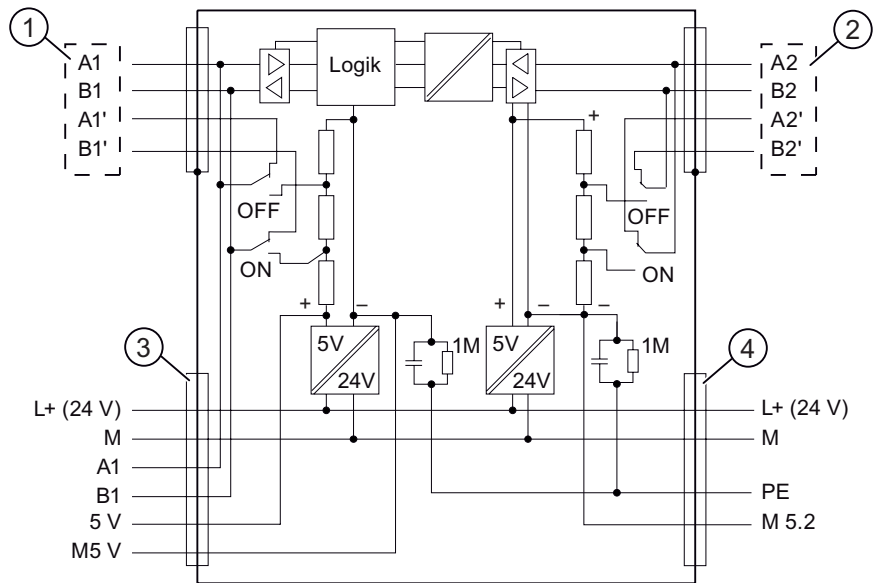 1
2
A1
B1
A1'
B1'
Logik
A2
B2
A2'
B2'
+
OFF
ON
OFF
ON
+ –
+ – –
5V
24V
1M
5V
24V
1M
3
4
L+ (24 V)
M
A1
B1
5 V
M5 V
L+ (24 V)
M
PE
M 5.2